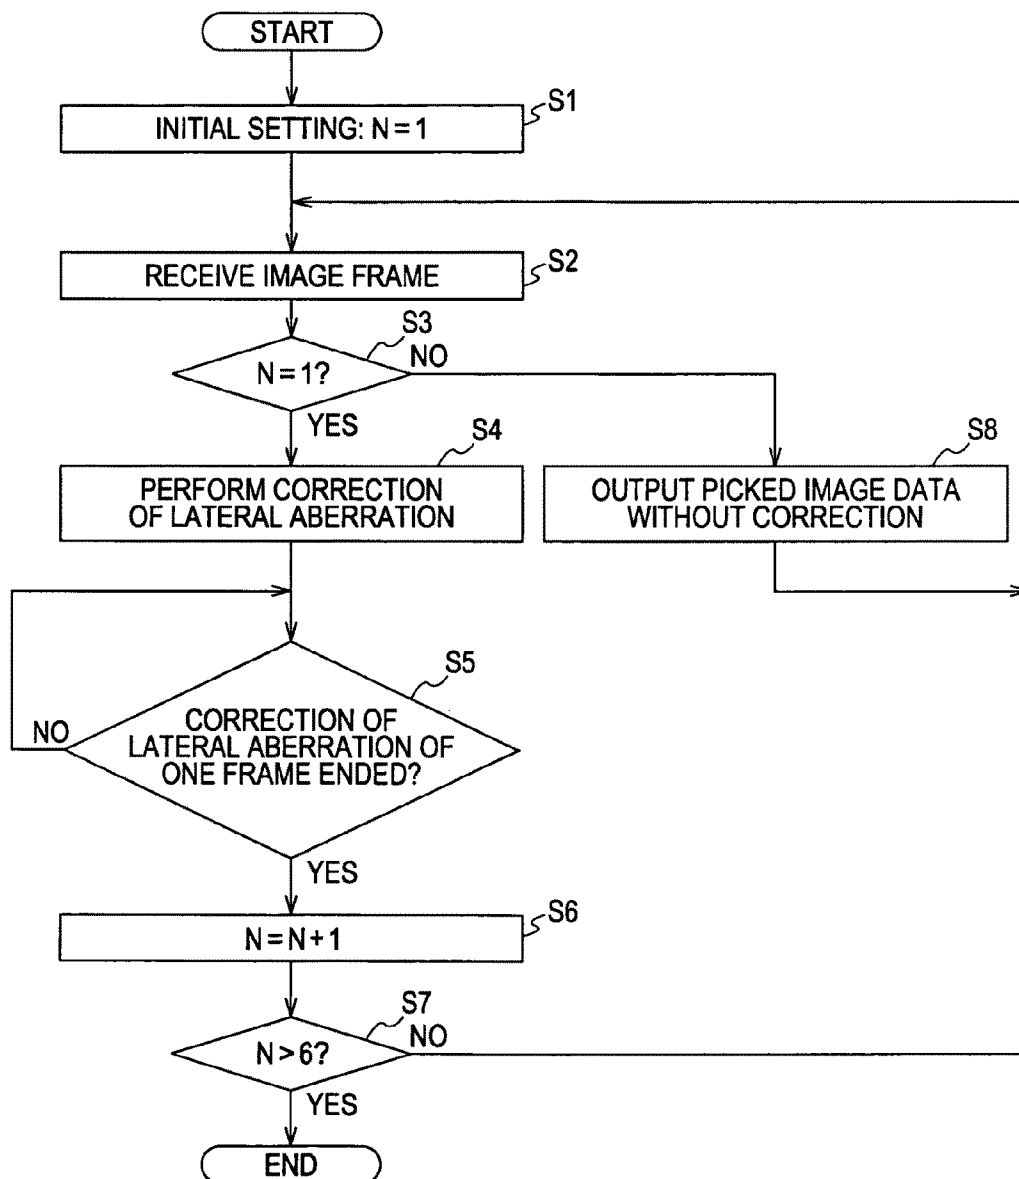 START
S1
INITIAL SETTING: N = 1
S2
RECEIVE IMAGE FRAME
S3
N = 1?
NO
YES
S4
PERFORM CORRECTION
OF LATERAL ABERRATION
S8
OUTPUT PICKED IMAGE DATA
WITHOUT CORRECTION
S5
NO
CORRECTION OF
LATERAL ABERRATION OF
ONE FRAME ENDED?
YES
S6
N = N + 1
S7
N > 6?
NO
YES
END